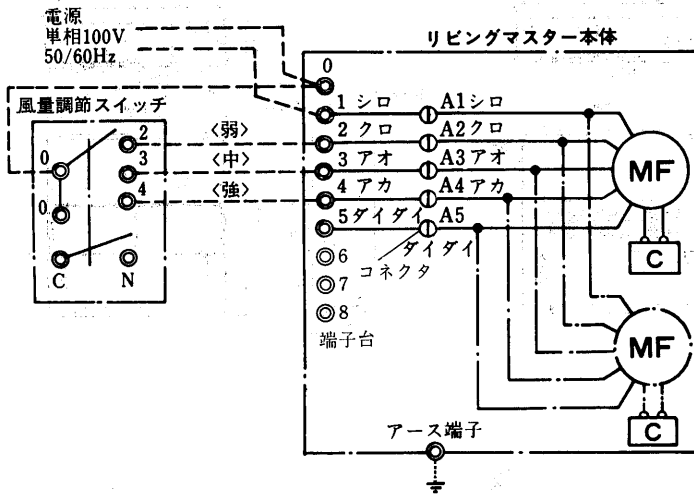 電源
単相100V
50/60Hz
リビングマスター本体
0
風量調節スイッチ
1 シロ A1シロ
2 〈弱〉 2 クロ A2クロ
0 3 〈中〉 3 アオ A3アオ
4 〈強〉 4 アカ A4アカ
MF
0
5ダイダイ A5
ダイダイ
コネクタ
C
C N
6
7
8
端子台
MF
C
アース端子